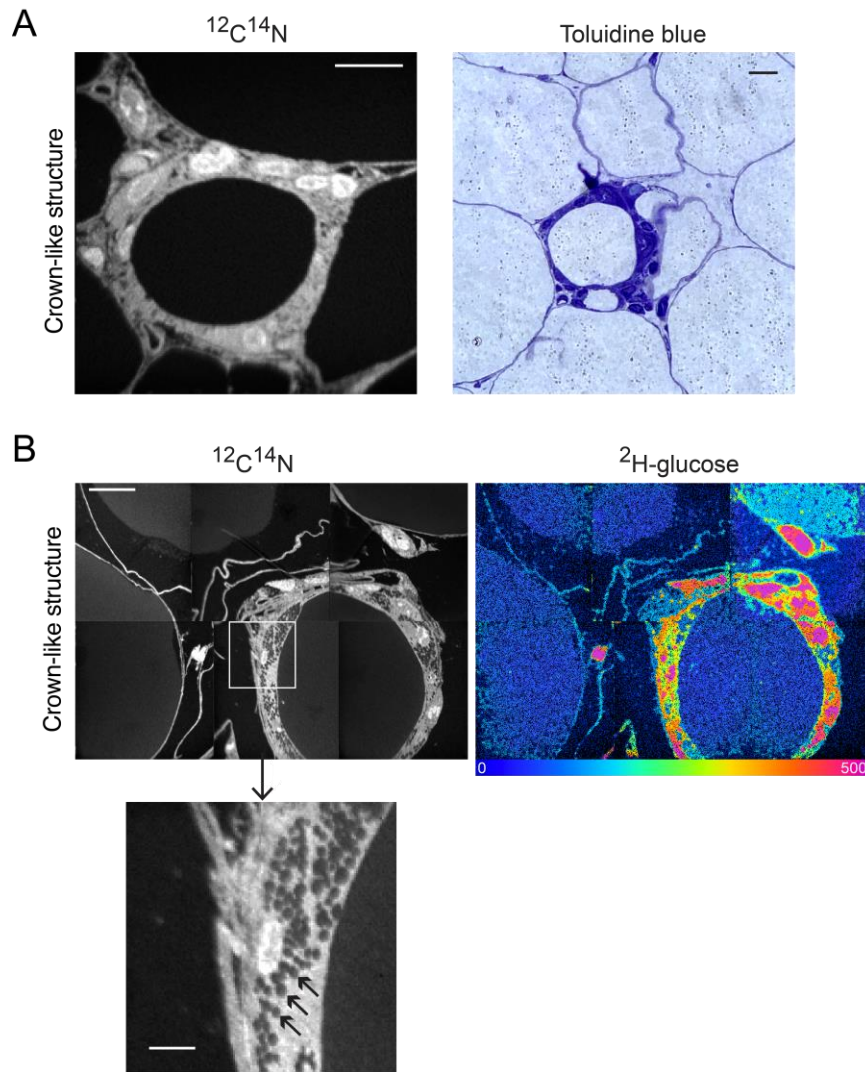 A
¹²C¹⁴N
Toluidine blue
Crown-like structure
B
¹²C¹⁴N
²H-glucose
Crown-like structure
0
500